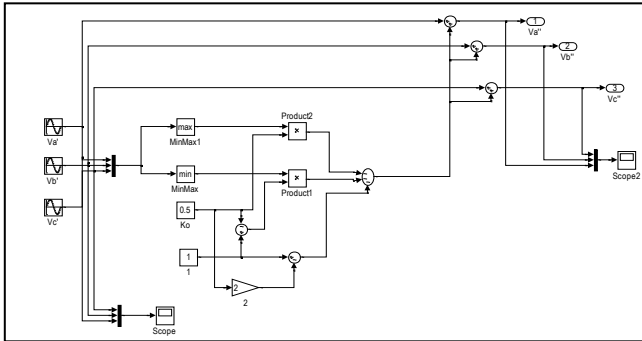 1
Va"
2
Vb"
3
Vc"
Va'
Vb'
Vc'
max
MinMax1
min
MinMax
Product2
x
Product1
x
0.5
Ko
1
1
2
2
Scope
Scope2